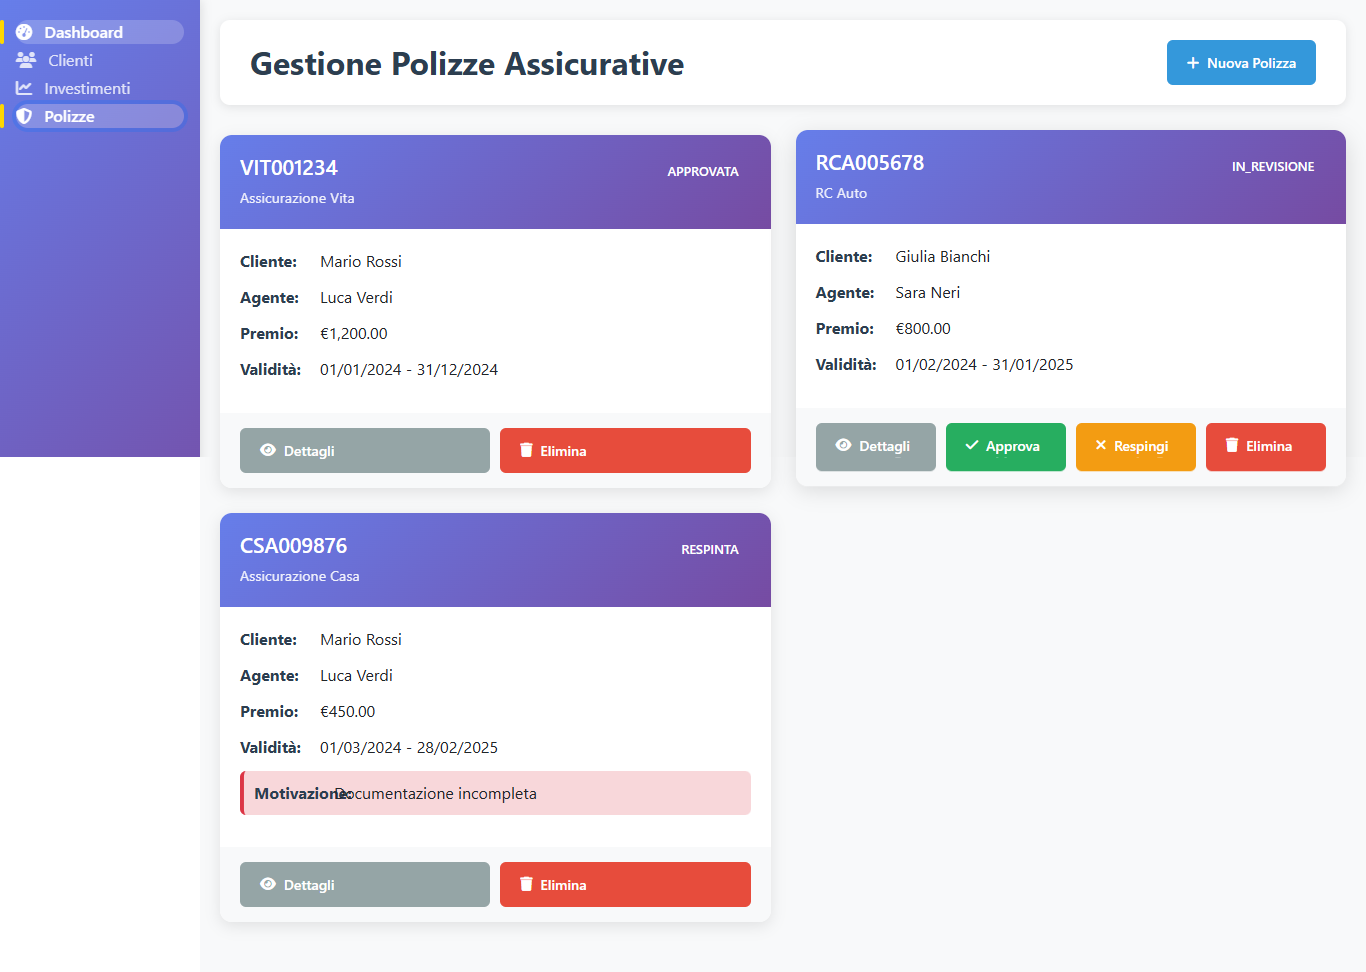 Dashboard
Clienti
Investimenti
Polizze
Gestione Polizze Assicurative
Nuova Polizza
VIT001234
APPROVATA
Assicurazione Vita
Cliente: Mario Rossi
Agente: Luca Verdi
Premio: €1,200.00
Validità: 01/01/2024 - 31/12/2024
Dettagli
Elimina
RCA005678
IN_REVISIONE
RC Auto
Cliente: Giulia Bianchi
Agente: Sara Neri
Premio: €800.00
Validità: 01/02/2024 - 31/01/2025
Dettagli
Approva
Respingi
Elimina
CSA009876
RESPINTA
Assicurazione Casa
Cliente: Mario Rossi
Agente: Luca Verdi
Premio: €450.00
Validità: 01/03/2024 - 28/02/2025
Motivazione: Documentazione incompleta
Dettagli
Elimina